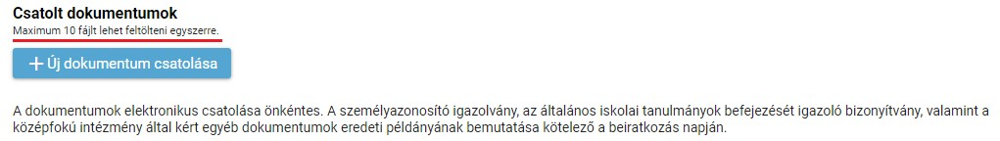 Csatolt dokumentumok
Maximum 10 fájlt lehet feltölteni egyszerre.
+ Új dokumentum csatolása
A dokumentumok elektronikus csatolása önkéntes. A személyazonosító igazolvány, az általános iskolai tanulmányok befejezését igazoló bizonyítvány, valamint a
középfokú intézmény által kért egyéb dokumentumok eredeti példányának bemutatása kötelező a beiratkozás napján.